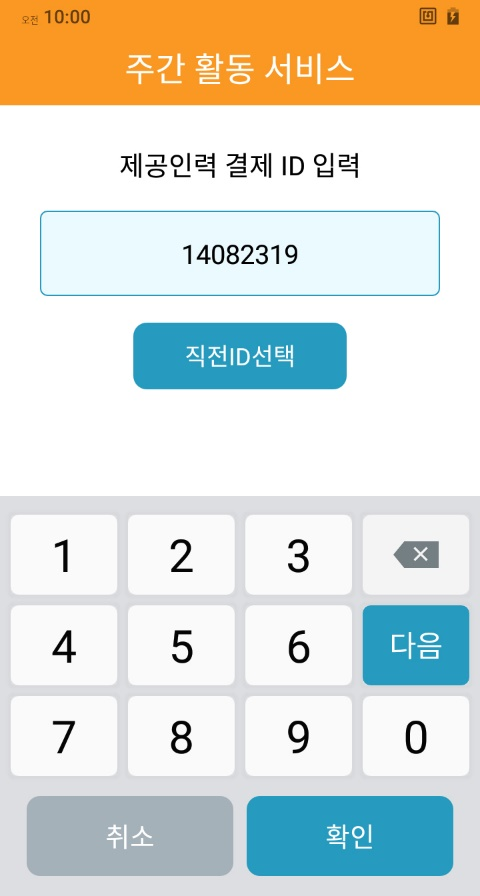 오전 10:00
주간 활동 서비스
제공인력 결제 ID 입력
14082319
직전ID선택
1 2 3
4 5 6 다음
7 8 9 0
취소 확인